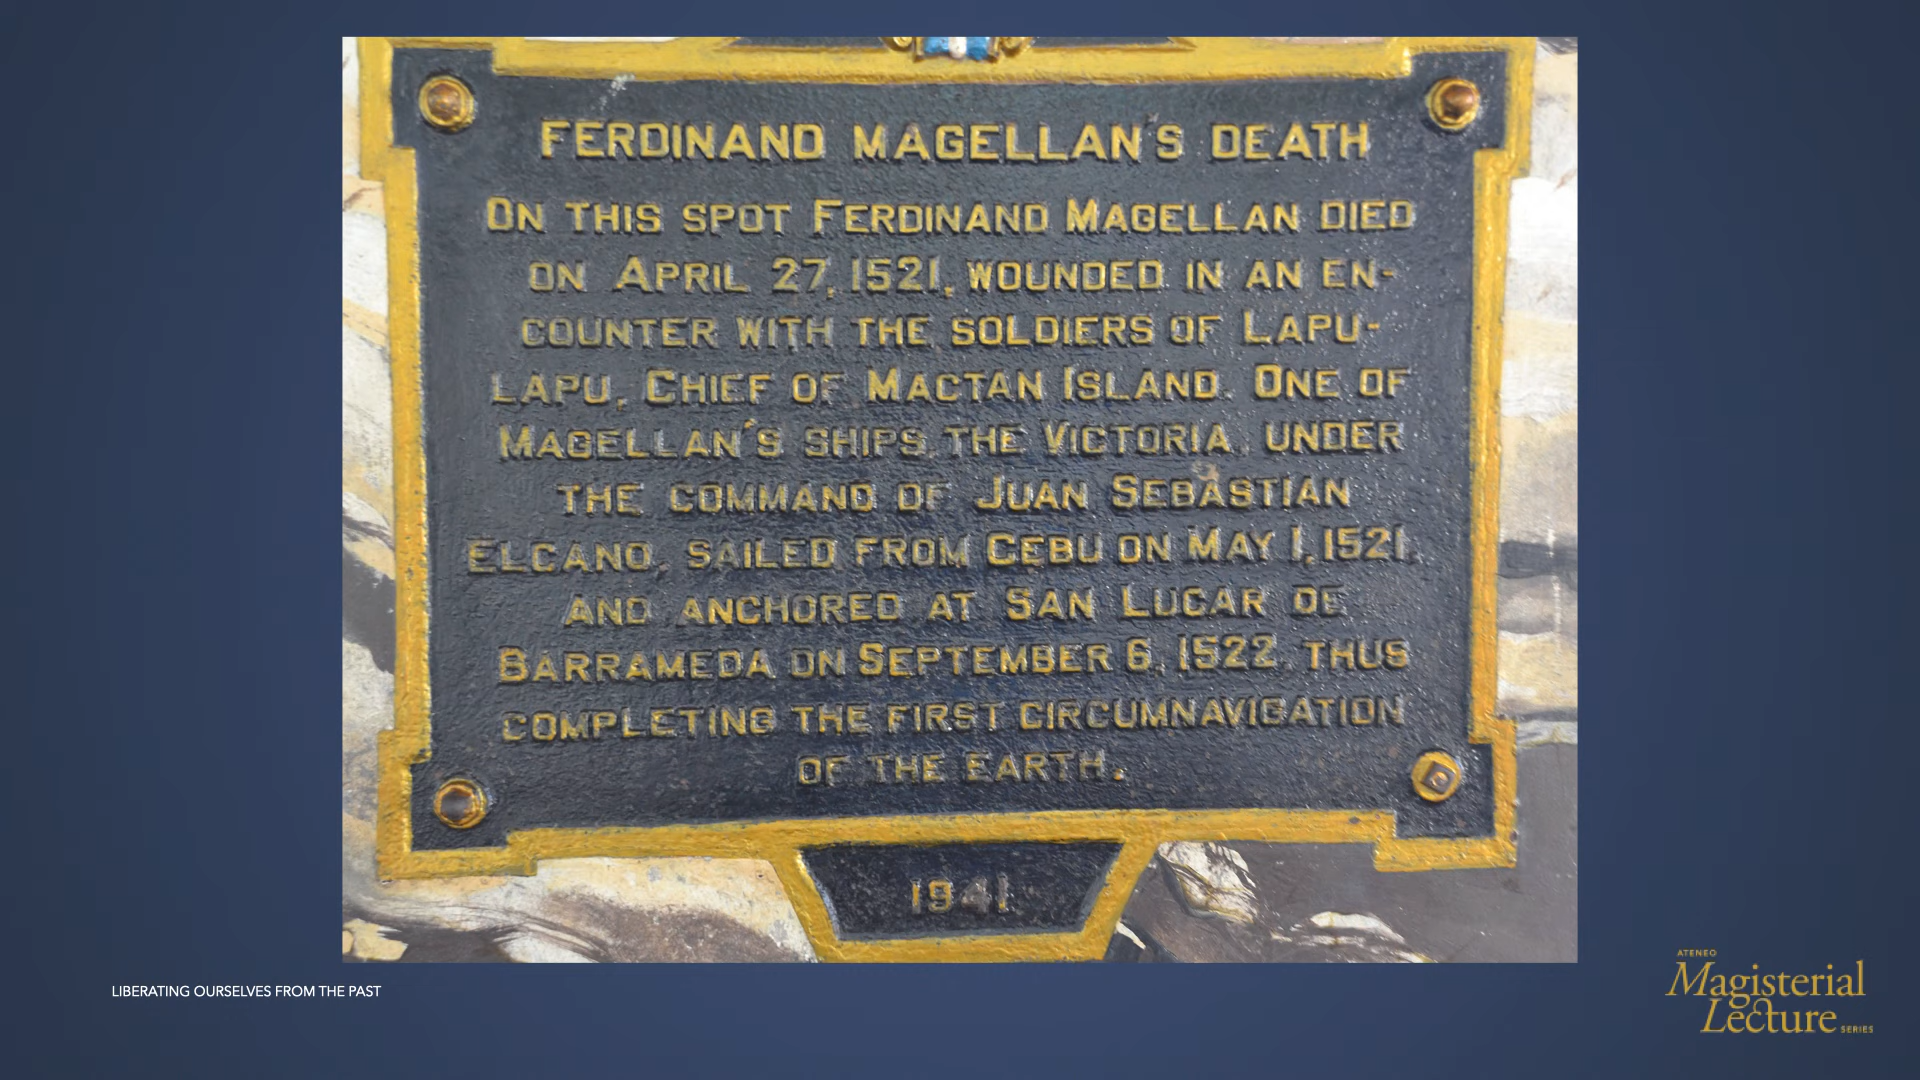 FERDINAND MAGELLAN'S DEATH
ON THIS SPOT FERDINAND MAGELLAN DIED
ON APRIL 27, 1521, WOUNDED IN AN EN-
COUNTER WITH THE SOLDIERS OF LAPU-
LAPU, CHIEF OF MACTAN ISLAND. ONE OF
MAGELLAN'S SHIPS, THE VICTORIA, UNDER
THE COMMAND OF JUAN SEBASTIAN
ELCANO, SAILED FROM CEBU ON MAY 1, 1521,
AND ANCHORED AT SAN LUCAR DE
BARRAMEDA ON SEPTEMBER 6, 1522, THUS
COMPLETING THE FIRST CIRCUMNAVIGATION
OF THE EARTH.
1941
LIBERATING OURSELVES FROM THE PAST
ATENEO
Magisterial
Lecture SERIES